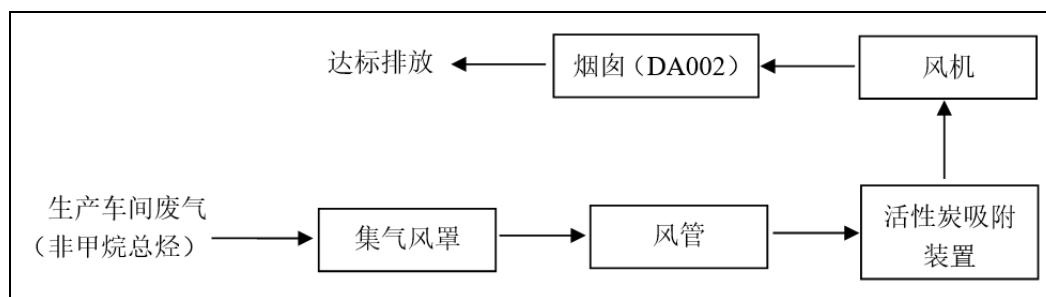 达标排放
烟囱（DA002）
风机
生产车间废气
（非甲烷总烃）
集气风罩
风管
活性炭吸附
装置